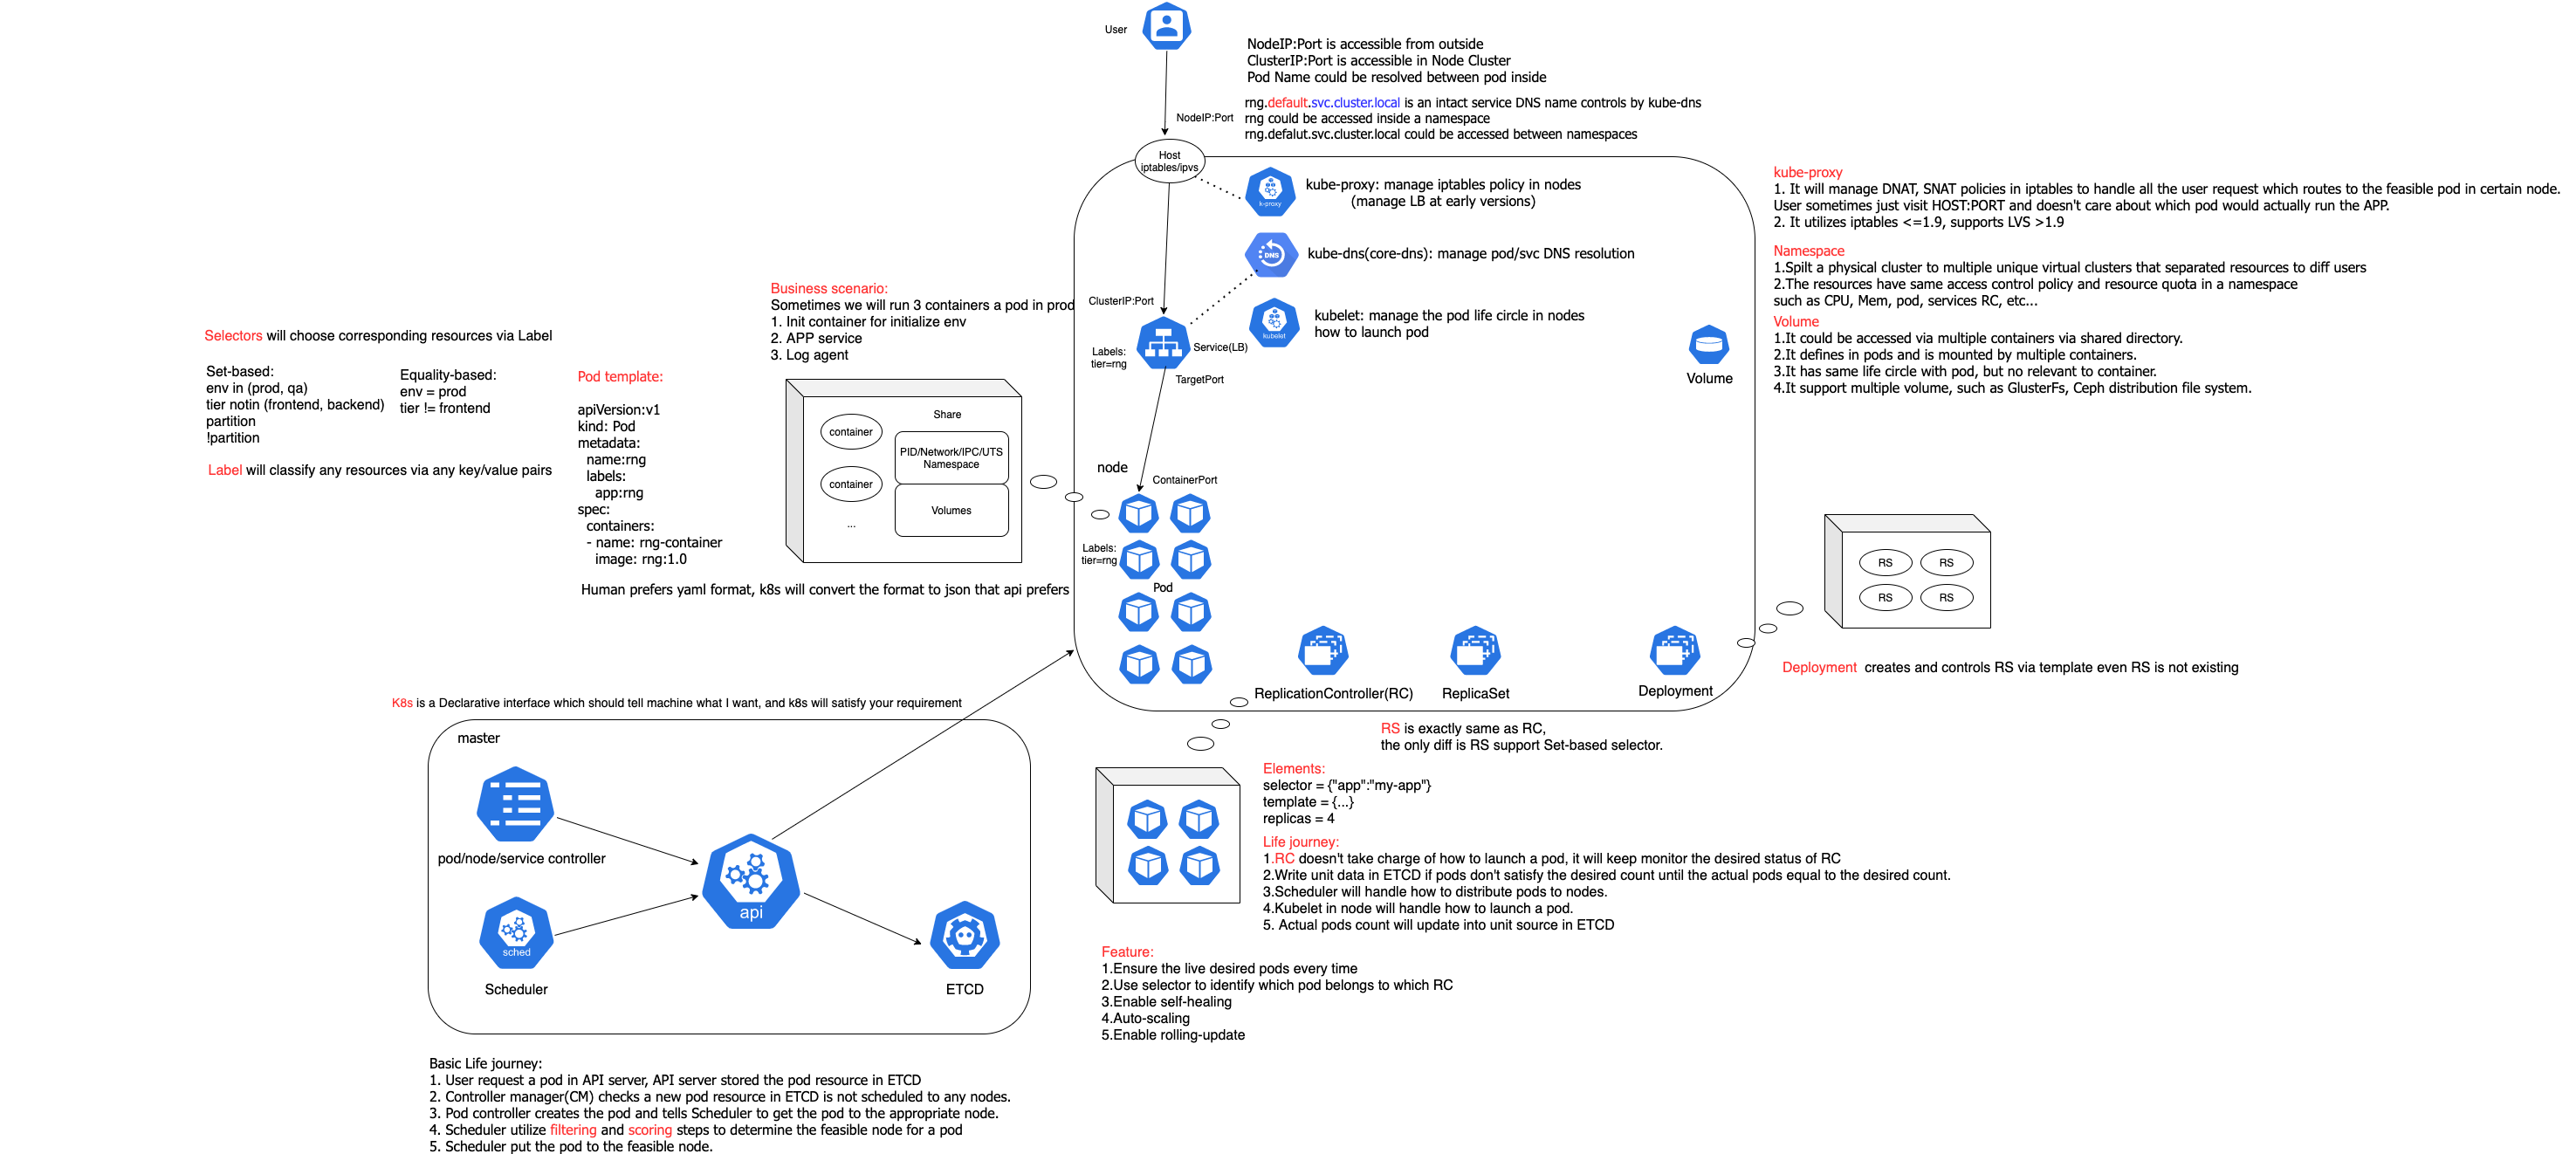 User
NodeIP:Port is accessible from outside
ClusterIP:Port is accessible in Node Cluster
Pod Name could be resolved between pod inside
rng.default.svc.cluster.local is an intact service DNS name controls by kube-dns
rng could be accessed inside a namespace
rng.defalut.svc.cluster.local could be accessed between namespaces
NodeIP:Port
Host
iptables/ipvs
k-proxy
kube-proxy: manage iptables policy in nodes
(manage LB at early versions)
DNS
kube-dns(core-dns): manage pod/svc DNS resolution
kubelet
kubelet: manage the pod life circle in nodes
how to launch pod
ClusterIP:Port
Labels:
tier=rng
Service(LB)
TargetPort
Volume
kube-proxy
1. It will manage DNAT, SNAT policies in iptables to handle all the user request which routes to the feasible pod in certain node.
User sometimes just visit HOST:PORT and doesn't care about which pod would actually run the APP.
2. It utilizes iptables <=1.9, supports LVS >1.9
Namespace
1.Spilt a physical cluster to multiple unique virtual clusters that separated resources to diff users
2.The resources have same access control policy and resource quota in a namespace
such as CPU, Mem, pod, services RC, etc...
Volume
1.It could be accessed via multiple containers via shared directory.
2.It defines in pods and is mounted by multiple containers.
3.It has same life circle with pod, but no relevant to container.
4.It support multiple volume, such as GlusterFs, Ceph distribution file system.
Business scenario:
Sometimes we will run 3 containers a pod in prod
1. Init container for initialize env
2. APP service
3. Log agent
Selectors will choose corresponding resources via Label
Set-based:
env in (prod, qa)
tier notin (frontend, backend)
partition
!partition
Equality-based:
env = prod
tier != frontend
Label will classify any resources via any key/value pairs
Pod template:
apiVersion:v1
kind: Pod
metadata:
name:rng
labels:
app:rng
spec:
containers:
- name: rng-container
image: rng:1.0
Human prefers yaml format, k8s will convert the format to json that api prefers
container
container
...
Share
PID/Network/IPC/UTS
Namespace
Volumes
node
ContainerPort
Labels:
tier=rng
Pod
ReplicationController(RC)
ReplicaSet
Deployment
RS
RS
RS
RS
Deployment creates and controls RS via template even RS is not existing
RS is exactly same as RC,
the only diff is RS support Set-based selector.
K8s is a Declarative interface which should tell machine what I want, and k8s will satisfy your requirement
master
pod/node/service controller
api
sched
Scheduler
ETCD
Elements:
selector = {"app":"my-app"}
template = {...}
replicas = 4
Life journey:
1.RC doesn't take charge of how to launch a pod, it will keep monitor the desired status of RC
2.Write unit data in ETCD if pods don't satisfy the desired count until the actual pods equal to the desired count.
3.Scheduler will handle how to distribute pods to nodes.
4.Kubelet in node will handle how to launch a pod.
5. Actual pods count will update into unit source in ETCD
Feature:
1.Ensure the live desired pods every time
2.Use selector to identify which pod belongs to which RC
3.Enable self-healing
4.Auto-scaling
5.Enable rolling-update
Basic Life journey:
1. User request a pod in API server, API server stored the pod resource in ETCD
2. Controller manager(CM) checks a new pod resource in ETCD is not scheduled to any nodes.
3. Pod controller creates the pod and tells Scheduler to get the pod to the appropriate node.
4. Scheduler utilize filtering and scoring steps to determine the feasible node for a pod
5. Scheduler put the pod to the feasible node.